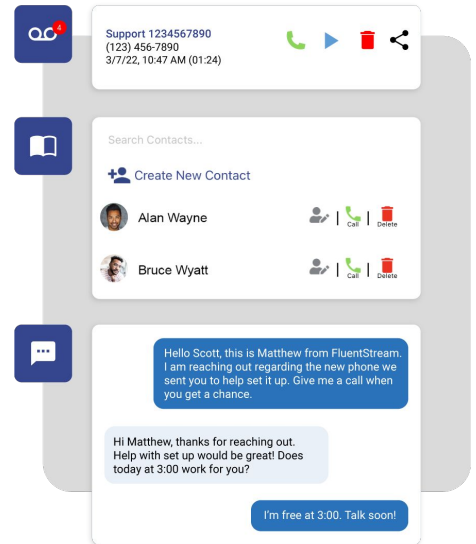 4
Support 1234567890
(123) 456-7890
3/7/22, 10:47 AM (01:24)
Search Contacts...
Create New Contact
Alan Wayne
Call
Delete
Bruce Wyatt
Call
Delete
Hello Scott, this is Matthew from FluentStream.
I am reaching out regarding the new phone we
sent you to help set it up. Give me a call when
you get a chance.
Hi Matthew, thanks for reaching out.
Help with set up would be great! Does
today at 3:00 work for you?
I'm free at 3:00. Talk soon!